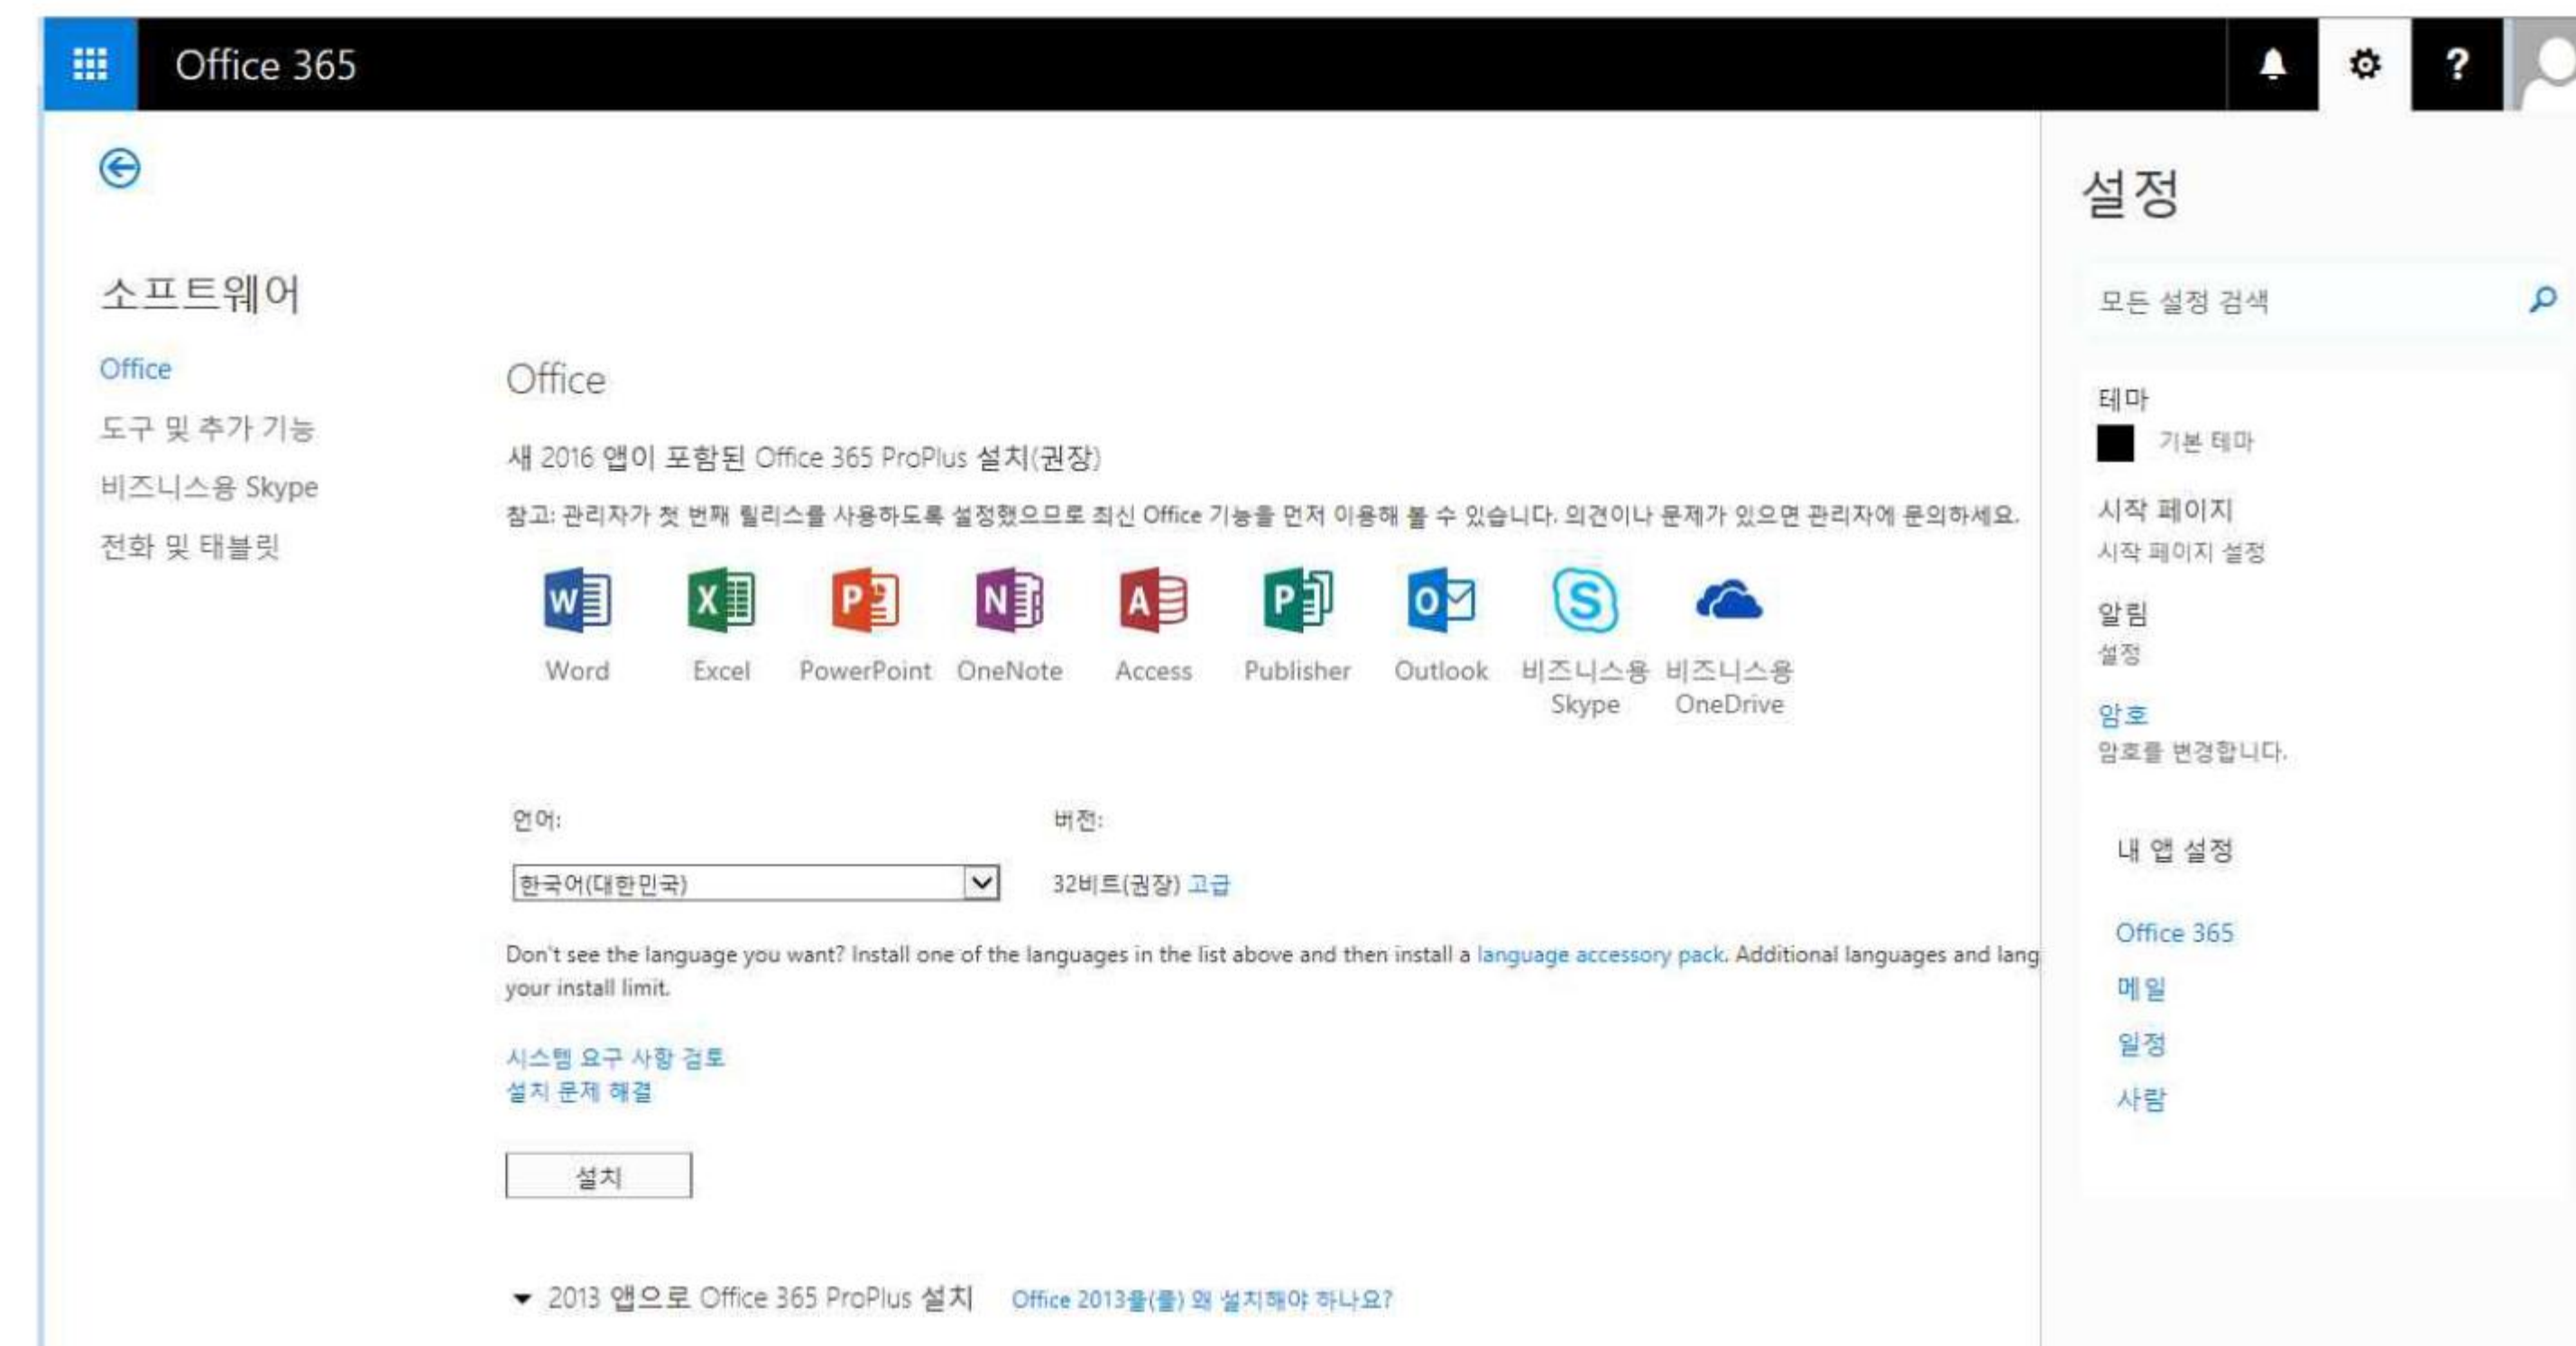 Office 365
?
소프트웨어
Office
도구 및 추가 기능
비즈니스용 Skype
전화 및 태블릿
Office
새 2016 앱이 포함된 Office 365 ProPlus 설치(권장)
참고: 관리자가 첫 번째 릴리스를 사용하도록 설정했으므로 최신 Office 기능을 먼저 이용해 볼 수 있습니다. 의견이나 문제가 있으면 관리자에 문의하세요.
Word
Excel
PowerPoint
OneNote
Access
Publisher
Outlook
비즈니스용
Skype
비즈니스용
OneDrive
언어:
버전:
한국어(대한민국)
32비트(권장) 고급
Don't see the language you want? Install one of the languages in the list above and then install a language accessory pack. Additional languages and lang
your install limit.
시스템 요구 사항 검토
설치 문제 해결
설치
2013 앱으로 Office 365 ProPlus 설치 Office 2013을(를) 왜 설치해야 하나요?
설정
모든 설정 검색
테마
기본 테마
시작 페이지
시작 페이지 설정
알림
설정
암호
암호를 변경합니다.
내 앱 설정
Office 365
메일
일정
사람